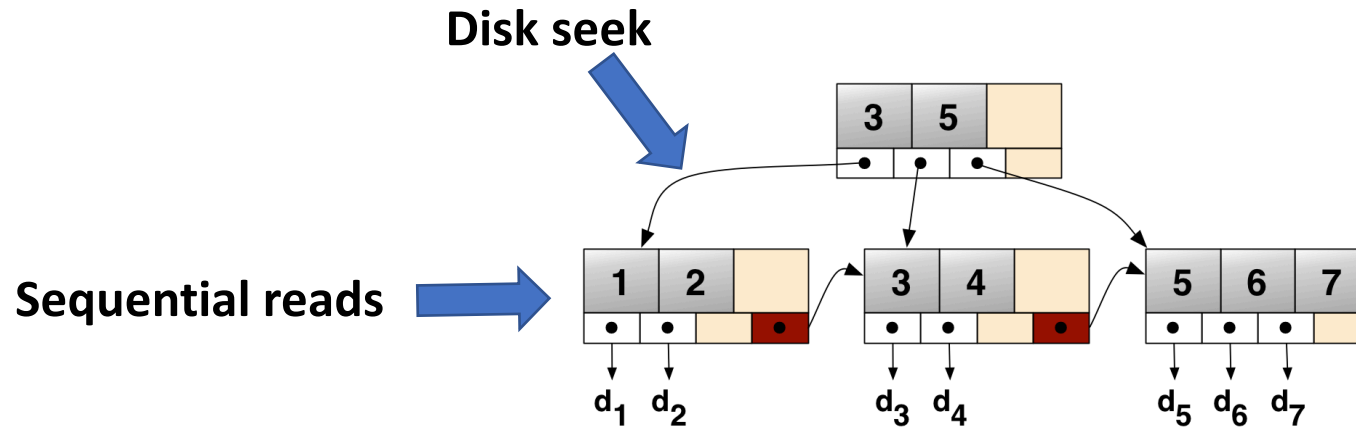 Disk seek
3 5
Sequential reads
1 2 3 4 5 6 7
d1 d2 d3 d4 d5 d6 d7